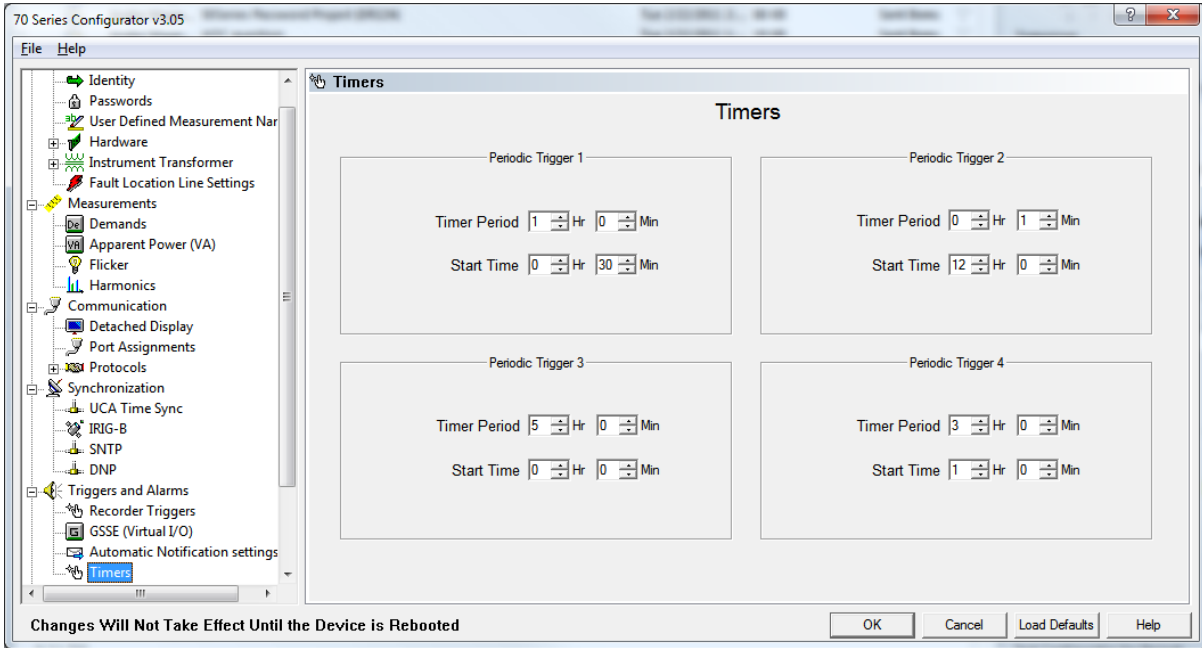 70 Series Configurator v3.05
File Help
Identity
Passwords
User Defined Measurement Nar
Hardware
Instrument Transformer
Fault Location Line Settings
Measurements
De Demands
VA Apparent Power (VA)
Flicker
Harmonics
Communication
Detached Display
Port Assignments
Protocols
Synchronization
UCA Time Sync
IRIG-B
SNTP
DNP
Triggers and Alarms
Recorder Triggers
G GSSE (Virtual I/O)
Automatic Notification settings
Timers
Timers
Timers
Periodic Trigger 1
Timer Period 1 Hr 0 Min
Start Time 0 Hr 30 Min
Periodic Trigger 2
Timer Period 0 Hr 1 Min
Start Time 12 Hr 0 Min
Periodic Trigger 3
Timer Period 5 Hr 0 Min
Start Time 0 Hr 0 Min
Periodic Trigger 4
Timer Period 3 Hr 0 Min
Start Time 1 Hr 0 Min
Changes Will Not Take Effect Until the Device is Rebooted
OK Cancel Load Defaults Help